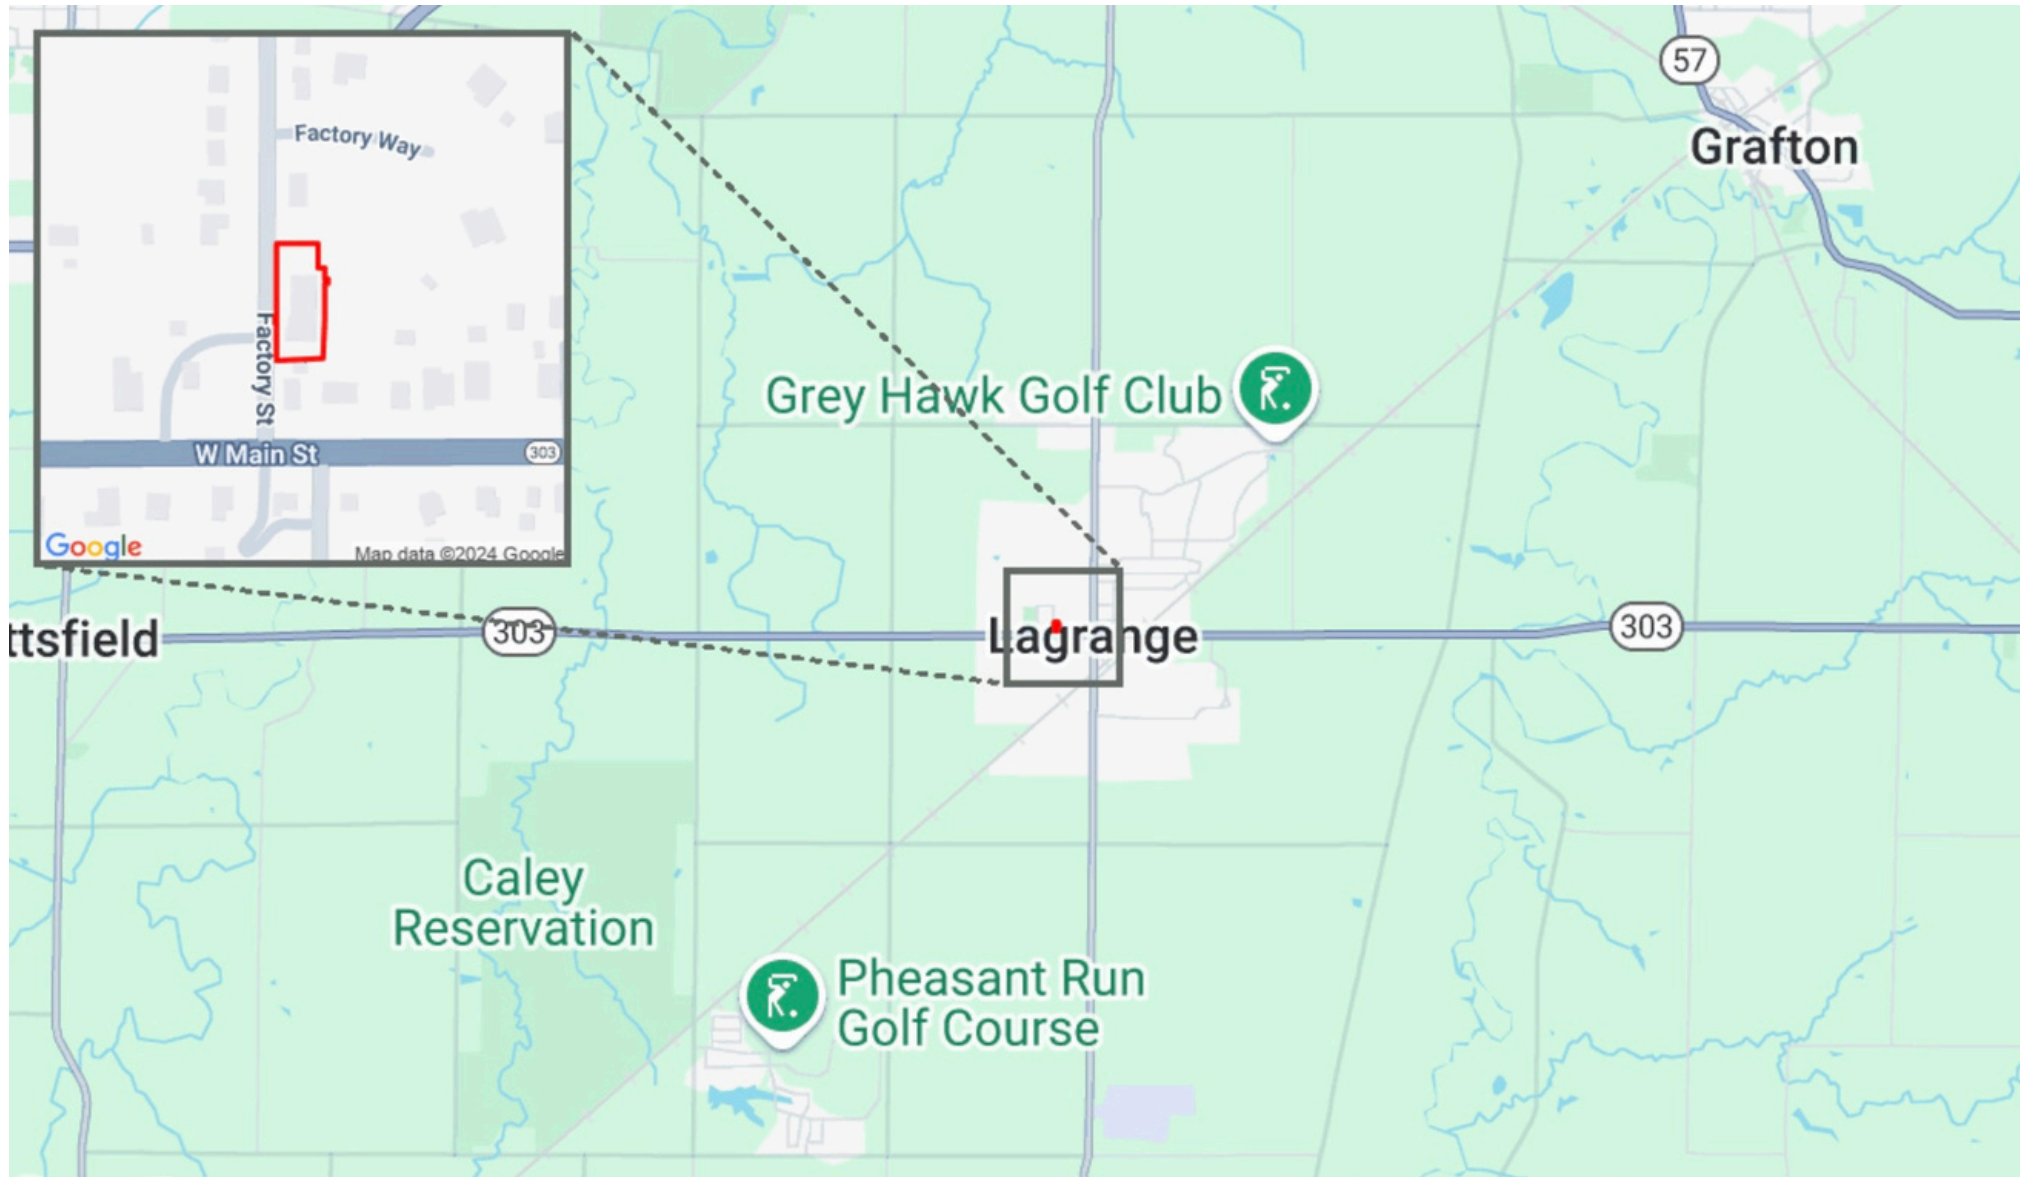 Factory Way
Factory St
W Main St
303
Google
Map data ©2024 Google
57
Grafton
Grey Hawk Golf Club
ttsfield
303
Lagrange
303
Caley
Reservation
Pheasant Run
Golf Course